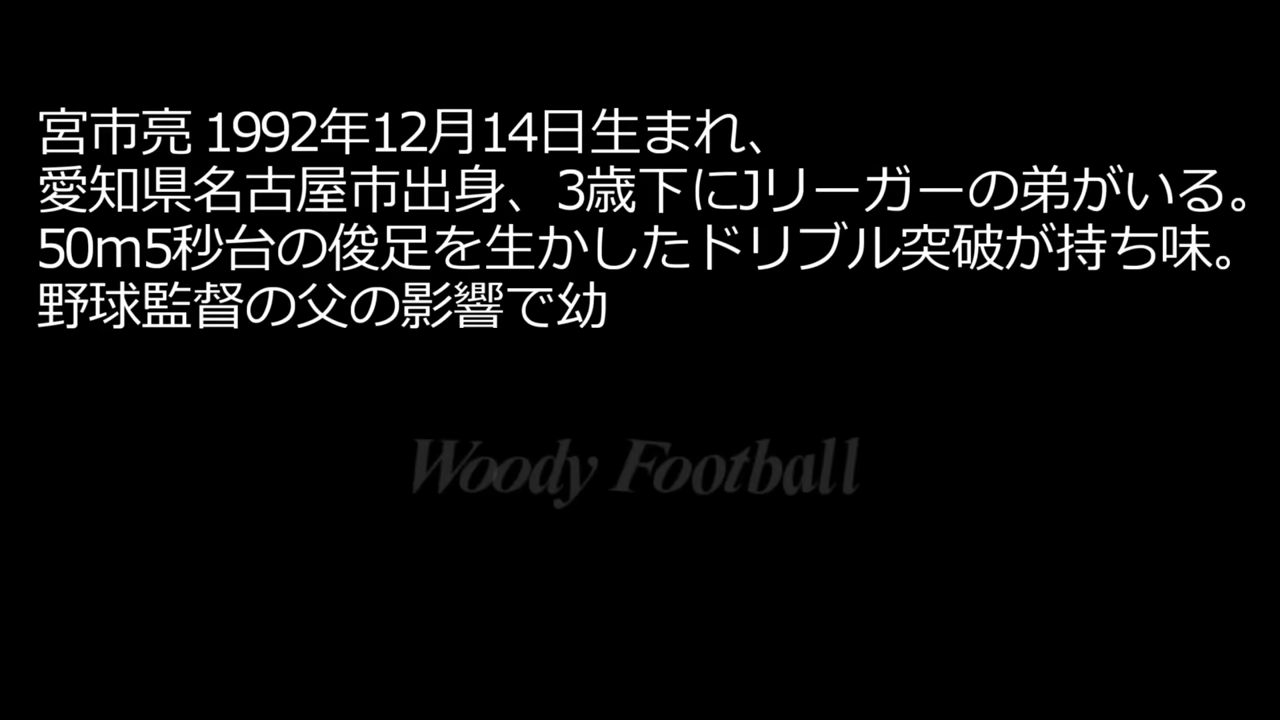 宮市亮 1992年12月14日生まれ、
愛知県名古屋市出身、3歳下にJリーガーの弟がいる。
50m5秒台の俊足を生かしたドリブル突破が持ち味。
野球監督の父の影響で幼
Woody Football